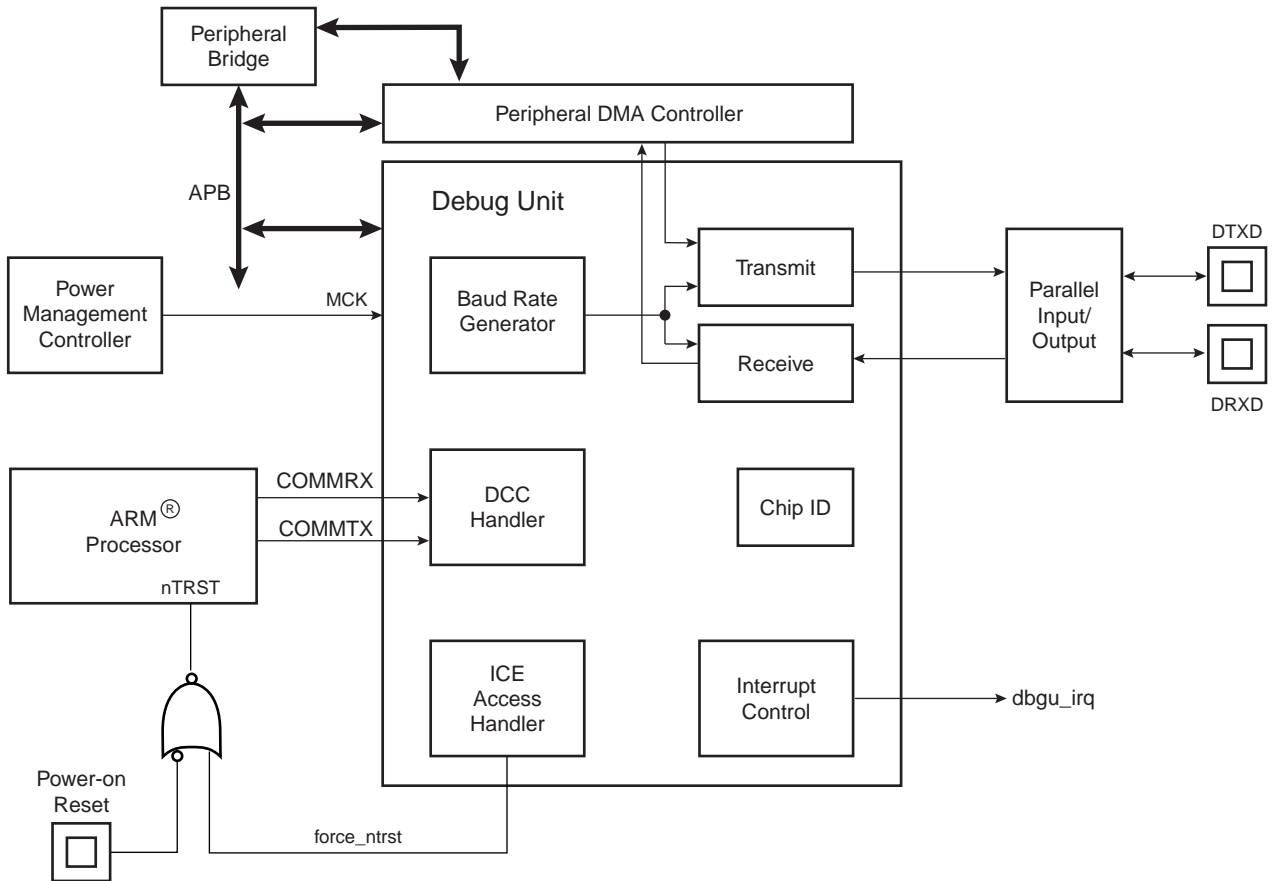 Peripheral
Bridge
Peripheral DMA Controller
APB
Debug Unit
DTXD
Transmit
Power
Management
Controller
MCK
Baud Rate
Generator
Parallel
Input/
Output
Receive
DRXD
COMMRX
DCC
Handler
ARM®
Processor
COMMTX
Chip ID
nTRST
ICE
Access
Handler
Interrupt
Control
dbgu_irq
Power-on
Reset
force_ntrst